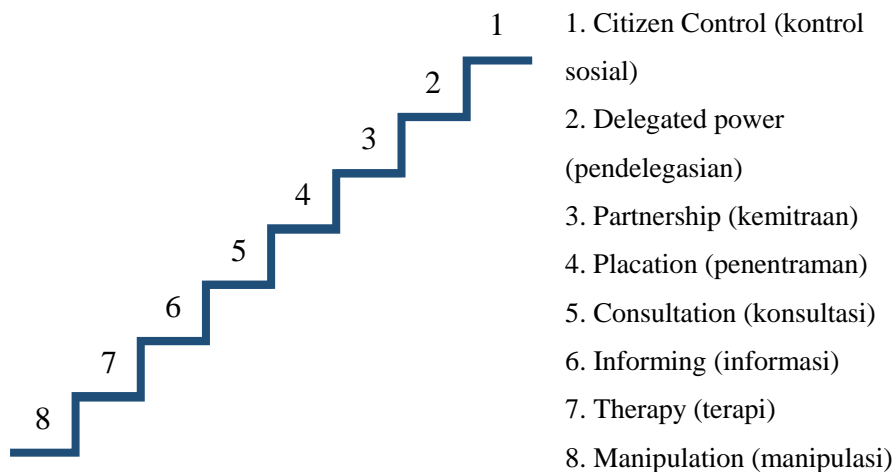 1
2
3
4
5
6
7
8
1. Citizen Control (kontrol
sosial)
2. Delegated power
(pendelegasian)
3. Partnership (kemitraan)
4. Placation (penentraman)
5. Consultation (konsultasi)
6. Informing (informasi)
7. Therapy (terapi)
8. Manipulation (manipulasi)